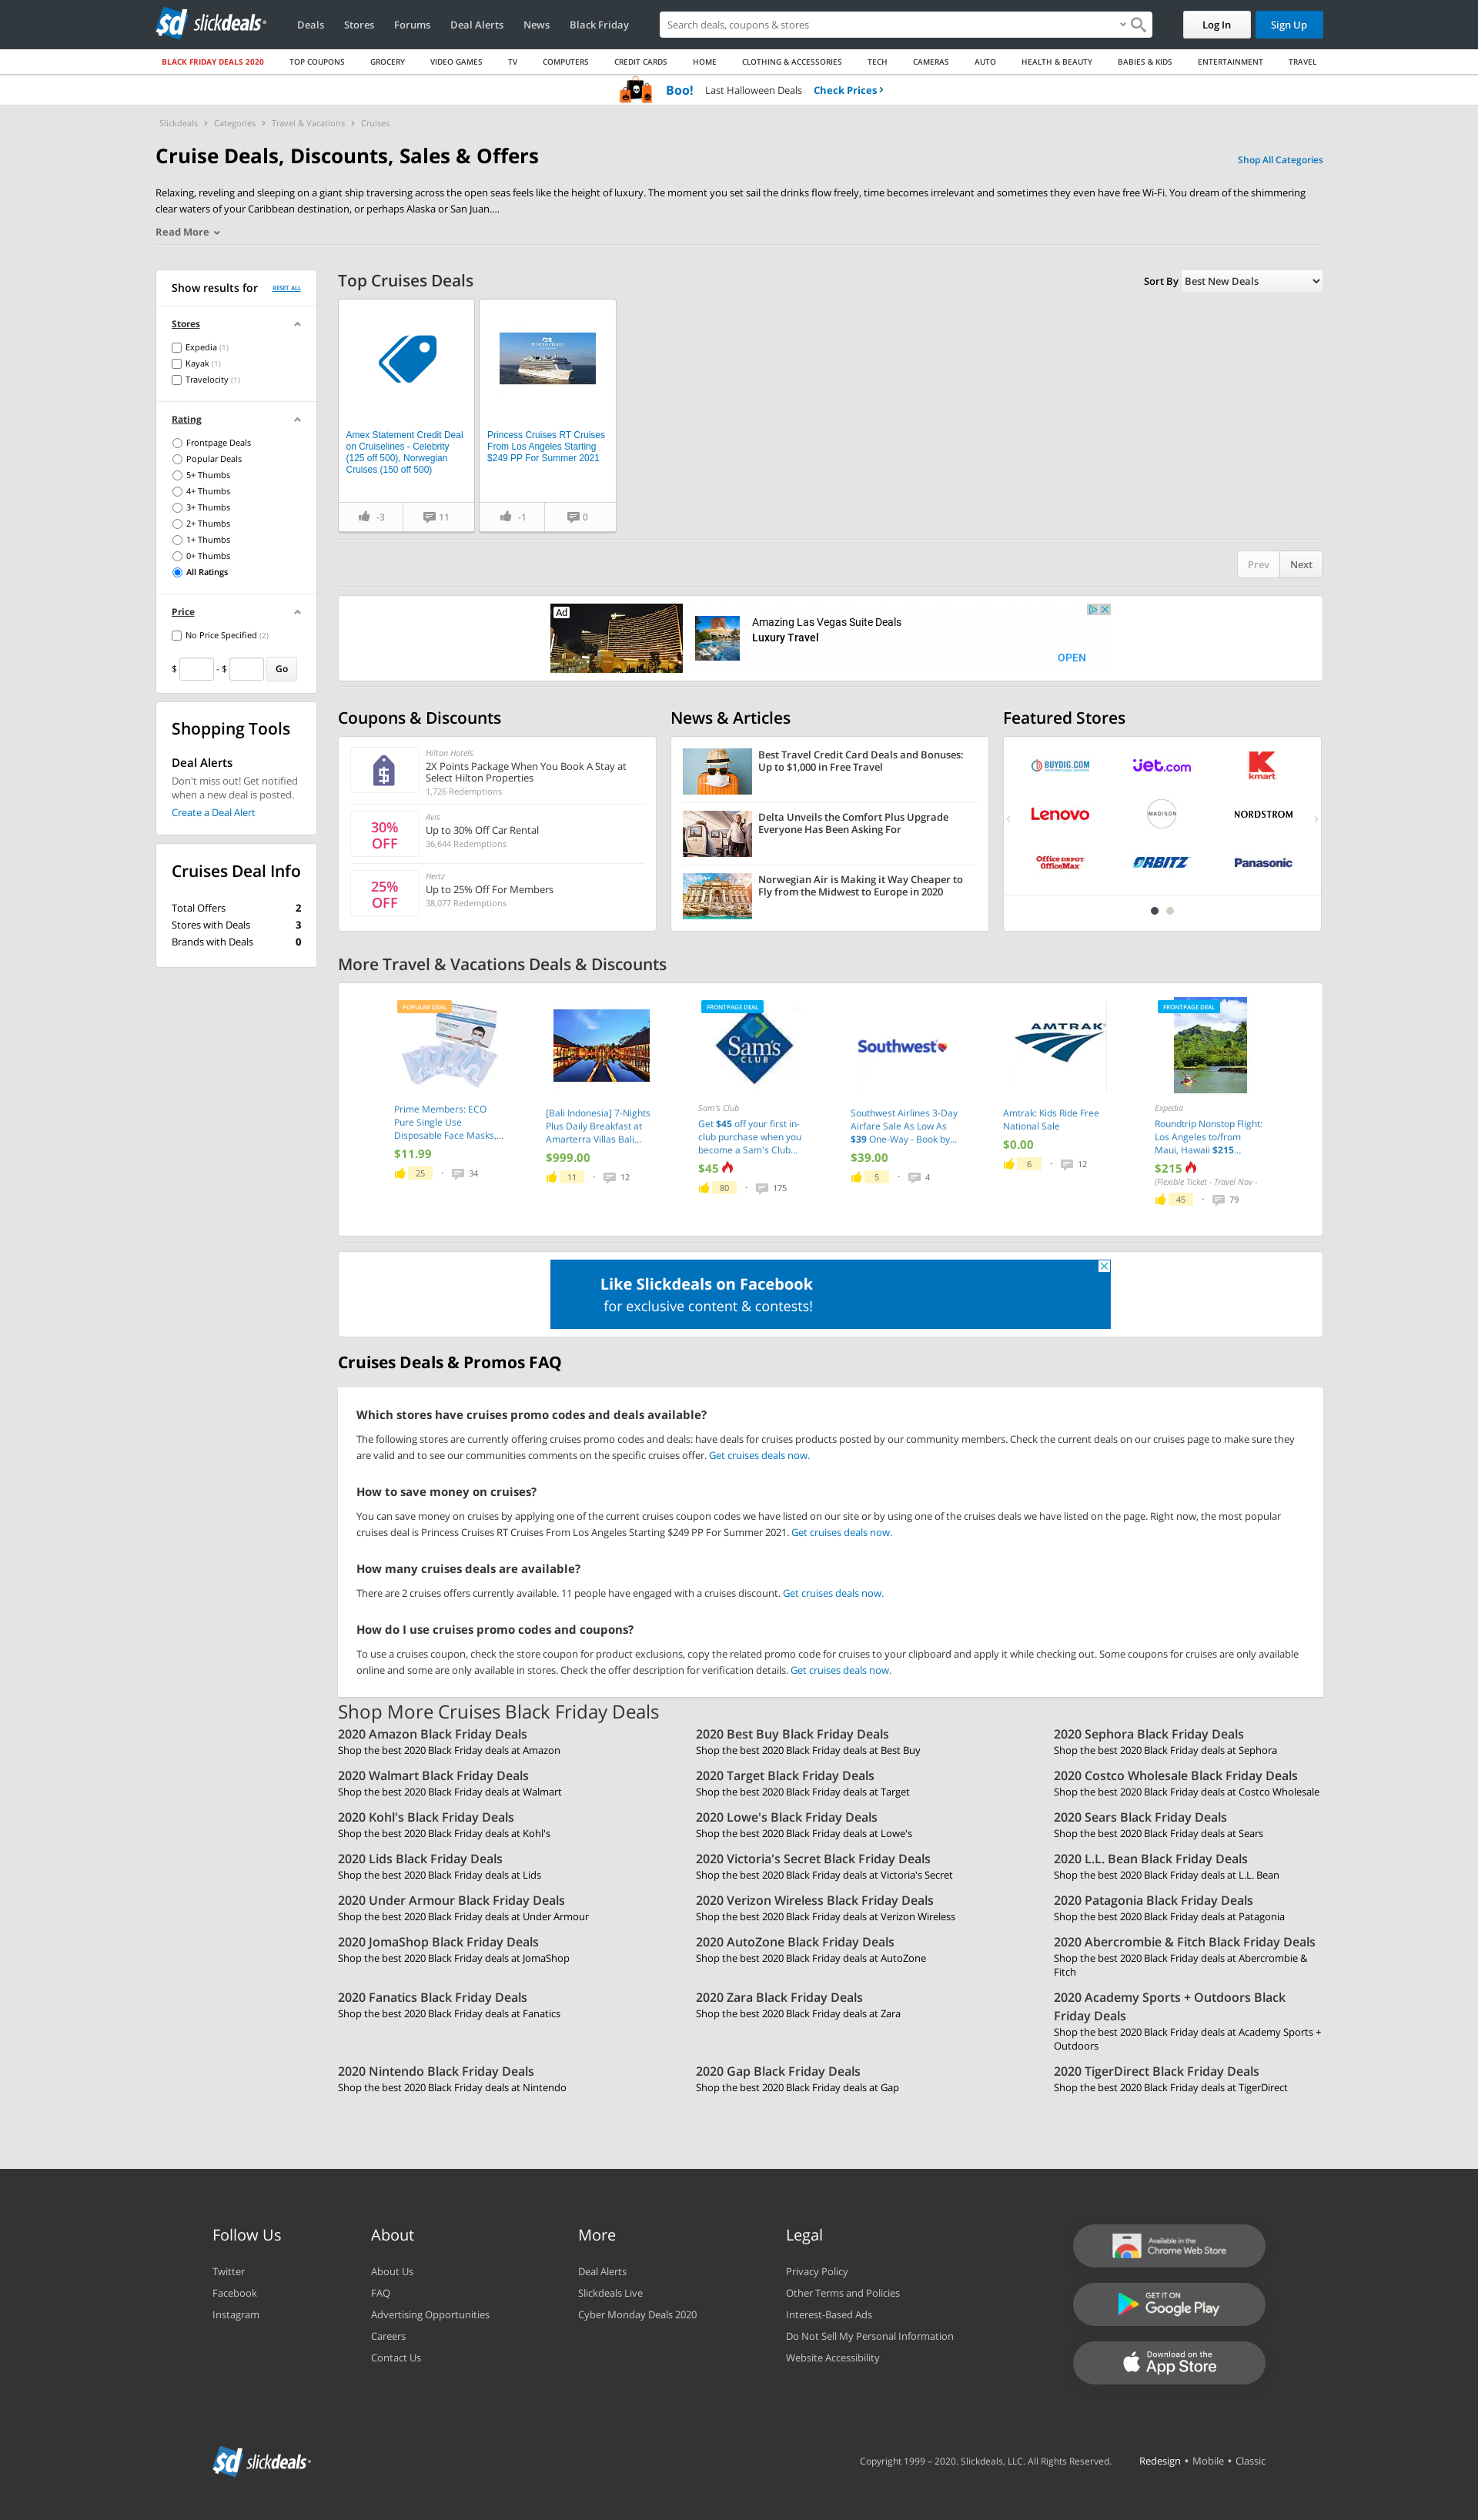 sd slickdeals
Deals Stores Forums Deal Alerts News Black Friday
Search deals, coupons & stores
Log In
Sign Up
BLACK FRIDAY DEALS 2020 TOP COUPONS GROCERY VIDEO GAMES TV COMPUTERS CREDIT CARDS HOME CLOTHING & ACCESSORIES TECH CAMERAS AUTO HEALTH & BEAUTY BABIES & KIDS ENTERTAINMENT TRAVEL
Boo! Last Halloween Deals Check Prices
Slickdeals Categories Travel & Vacations Cruises
Cruise Deals, Discounts, Sales & Offers
Shop All Categories
Relaxing, reveling and sleeping on a giant ship traversing across the open seas feels like the height of luxury. The moment you set sail the drinks flow freely, time becomes irrelevant and sometimes they even have free Wi-Fi. You dream of the shimmering
clear waters of your Caribbean destination, or perhaps Alaska or San Juan....
Read More
Show results for RESET ALL
Stores
Expedia (1)
Kayak (1)
Travelocity (1)
Rating
Frontpage Deals
Popular Deals
5+ Thumbs
4+ Thumbs
3+ Thumbs
2+ Thumbs
1+ Thumbs
0+ Thumbs
All Ratings
Price
No Price Specified (2)
$ - $ Go
Shopping Tools
Deal Alerts
Don't miss out! Get notified
when a new deal is posted.
Create a Deal Alert
Cruises Deal Info
Total Offers 2
Stores with Deals 3
Brands with Deals 0
Top Cruises Deals
Sort By Best New Deals
Amex Statement Credit Deal
on Cruiselines - Celebrity
(125 off 500), Norwegian
Cruises (150 off 500)
-3 11
Princess Cruises RT Cruises
From Los Angeles Starting
$249 PP For Summer 2021
-1 0
Prev Next
Ad
Amazing Las Vegas Suite Deals
Luxury Travel
OPEN
Coupons & Discounts
Hilton Hotels
2X Points Package When You Book A Stay at
Select Hilton Properties
1,726 Redemptions
30%
OFF
Avis
Up to 30% Off Car Rental
36,644 Redemptions
25%
OFF
Hertz
Up to 25% Off For Members
38,077 Redemptions
News & Articles
Best Travel Credit Card Deals and Bonuses:
Up to $1,000 in Free Travel
Delta Unveils the Comfort Plus Upgrade
Everyone Has Been Asking For
Norwegian Air is Making it Way Cheaper to
Fly from the Midwest to Europe in 2020
Featured Stores
BUYDIG.COM
jet.com
kmart
Lenovo
MADISON
NORDSTROM
Office DEPOT
OfficeMax
ORBITZ
Panasonic
More Travel & Vacations Deals & Discounts
POPULAR DEAL
Prime Members: ECO
Pure Single Use
Disposable Face Masks,...
$11.99
25 34
[Bali Indonesia] 7-Nights
Plus Daily Breakfast at
Amarterra Villas Bali...
$999.00
11 12
FRONTPAGE DEAL
Sam's CLUB
Sam's Club
Get $45 off your first in-
club purchase when you
become a Sam's Club...
$45
80 175
Southwest
Southwest Airlines 3-Day
Airfare Sale As Low As
$39 One-Way - Book by...
$39.00
5 4
AMTRAK
Amtrak: Kids Ride Free
National Sale
$0.00
6 12
FRONTPAGE DEAL
Expedia
Roundtrip Nonstop Flight:
Los Angeles to/from
Maui, Hawaii $215...
$215
(Flexible Ticket - Travel Nov -
45 79
Like Slickdeals on Facebook
for exclusive content & contests!
Cruises Deals & Promos FAQ
Which stores have cruises promo codes and deals available?
The following stores are currently offering cruises promo codes and deals: have deals for cruises products posted by our community members. Check the current deals on our cruises page to make sure they
are valid and to see our communities comments on the specific cruises offer. Get cruises deals now.
How to save money on cruises?
You can save money on cruises by applying one of the current cruises coupon codes we have listed on our site or by using one of the cruises deals we have listed on the page. Right now, the most popular
cruises deal is Princess Cruises RT Cruises From Los Angeles Starting $249 PP For Summer 2021. Get cruises deals now.
How many cruises deals are available?
There are 2 cruises offers currently available. 11 people have engaged with a cruises discount. Get cruises deals now.
How do I use cruises promo codes and coupons?
To use a cruises coupon, check the store coupon for product exclusions, copy the related promo code for cruises to your clipboard and apply it while checking out. Some coupons for cruises are only available
online and some are only available in stores. Check the offer description for verification details. Get cruises deals now.
Shop More Cruises Black Friday Deals
2020 Amazon Black Friday Deals
Shop the best 2020 Black Friday deals at Amazon
2020 Best Buy Black Friday Deals
Shop the best 2020 Black Friday deals at Best Buy
2020 Sephora Black Friday Deals
Shop the best 2020 Black Friday deals at Sephora
2020 Walmart Black Friday Deals
Shop the best 2020 Black Friday deals at Walmart
2020 Target Black Friday Deals
Shop the best 2020 Black Friday deals at Target
2020 Costco Wholesale Black Friday Deals
Shop the best 2020 Black Friday deals at Costco Wholesale
2020 Kohl's Black Friday Deals
Shop the best 2020 Black Friday deals at Kohl's
2020 Lowe's Black Friday Deals
Shop the best 2020 Black Friday deals at Lowe's
2020 Sears Black Friday Deals
Shop the best 2020 Black Friday deals at Sears
2020 Lids Black Friday Deals
Shop the best 2020 Black Friday deals at Lids
2020 Victoria's Secret Black Friday Deals
Shop the best 2020 Black Friday deals at Victoria's Secret
2020 L.L. Bean Black Friday Deals
Shop the best 2020 Black Friday deals at L.L. Bean
2020 Under Armour Black Friday Deals
Shop the best 2020 Black Friday deals at Under Armour
2020 Verizon Wireless Black Friday Deals
Shop the best 2020 Black Friday deals at Verizon Wireless
2020 Patagonia Black Friday Deals
Shop the best 2020 Black Friday deals at Patagonia
2020 JomaShop Black Friday Deals
Shop the best 2020 Black Friday deals at JomaShop
2020 AutoZone Black Friday Deals
Shop the best 2020 Black Friday deals at AutoZone
2020 Abercrombie & Fitch Black Friday Deals
Shop the best 2020 Black Friday deals at Abercrombie &
Fitch
2020 Fanatics Black Friday Deals
Shop the best 2020 Black Friday deals at Fanatics
2020 Zara Black Friday Deals
Shop the best 2020 Black Friday deals at Zara
2020 Academy Sports + Outdoors Black
Friday Deals
Shop the best 2020 Black Friday deals at Academy Sports +
Outdoors
2020 Nintendo Black Friday Deals
Shop the best 2020 Black Friday deals at Nintendo
2020 Gap Black Friday Deals
Shop the best 2020 Black Friday deals at Gap
2020 TigerDirect Black Friday Deals
Shop the best 2020 Black Friday deals at TigerDirect
Follow Us
Twitter
Facebook
Instagram
About
About Us
FAQ
Advertising Opportunities
Careers
Contact Us
More
Deal Alerts
Slickdeals Live
Cyber Monday Deals 2020
Legal
Privacy Policy
Other Terms and Policies
Interest-Based Ads
Do Not Sell My Personal Information
Website Accessibility
Available in the
Chrome Web Store
GET IT ON
Google Play
Download on the
App Store
sd slickdeals
Copyright 1999 – 2020. Slickdeals, LLC. All Rights Reserved. Redesign • Mobile • Classic